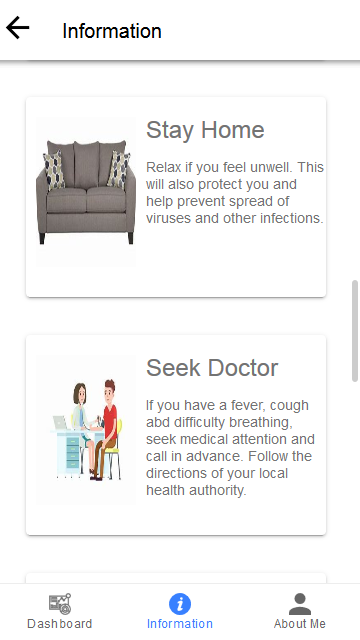 Information
Stay Home
Relax if you feel unwell. This
will also protect you and
help prevent spread of
viruses and other infections.
Seek Doctor
If you have a fever, cough
abd difficulty breathing,
seek medical attention and
call in advance. Follow the
directions of your local
health authority.
Dashboard
Information
About Me